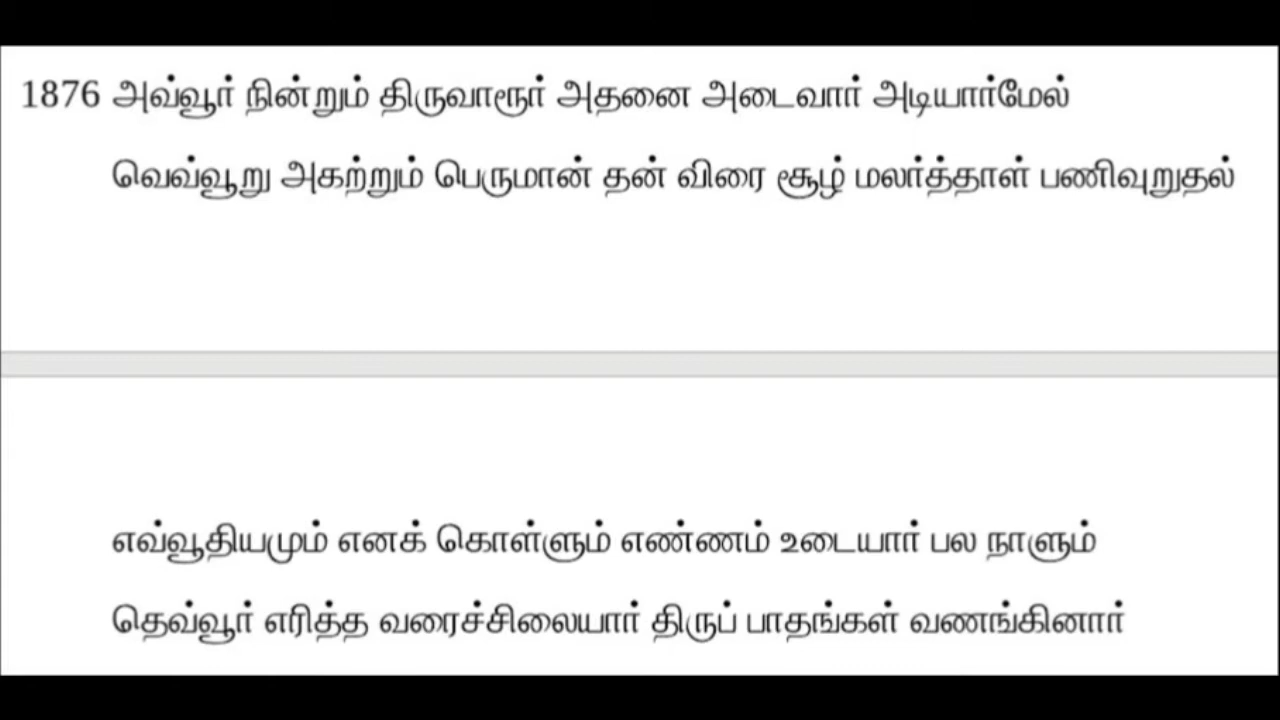 1876 அவ்வூர் நின்றும் திருவாரூர் அதனை அடைவார் அடியார்மேல்
வெவ்வூறு அகற்றும் பெருமான் தன் விரை சூழ் மலர்த்தாள் பணிவுறுதல்
எவ்வூதியமும் எனக் கொள்ளும் எண்ணம் உடையார் பல நாளும்
தெவ்வூர் எரித்த வரைச்சிலையார் திருப் பாதங்கள் வணங்கினார்